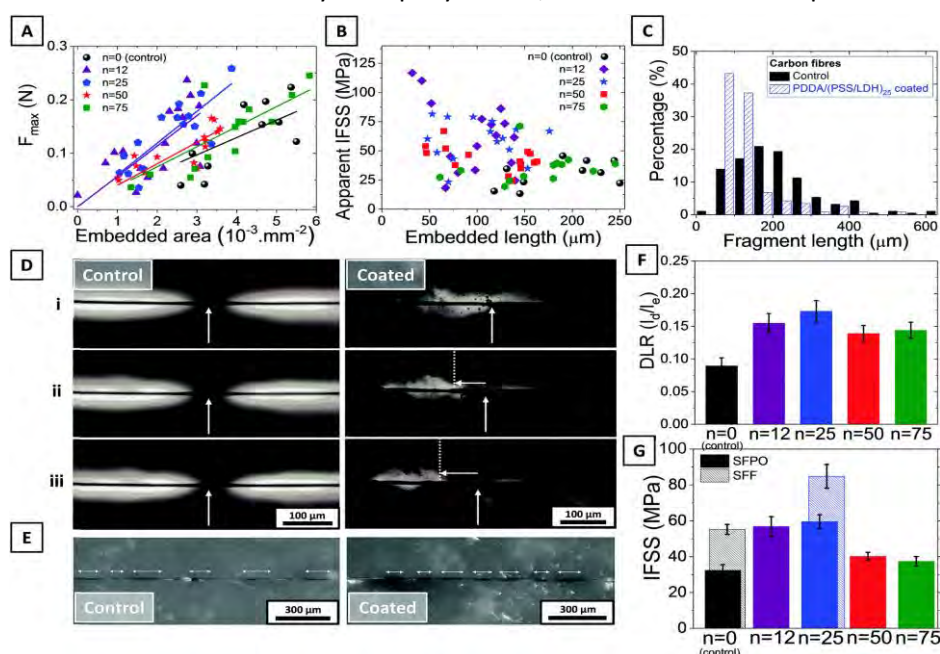 A
0.3
0.2
0.1
0.0
F max (N)
0 1 2 3 4 5 6
Embedded area (10⁻³.mm⁻²)
n=0 (control)
n=12
n=25
n=50
n=75
B
125
100
75
50
25
0
Apparent IFSS (MPa)
0 50 100 150 200 250
Embedded length (μm)
n=0 (control)
n=12
n=25
n=50
n=75
C
50
40
30
20
10
0
Percentage (%)
0 200 400 600
Fragment length (μm)
Carbon fibres
Control
PDDA/(PSS/LDH)₂₅ coated
D
Control
Coated
i
ii
iii
100 μm
100 μm
E
Control
300 μm
Coated
300 μm
F
0.25
0.20
0.15
0.10
0.05
0.00
DLR (l_d/l_e)
n=0 n=12 n=25 n=50 n=75
(control)
G
100
80
60
40
20
0
IFSS (MPa)
SFPO
SFF
n=0 n=12 n=25 n=50 n=75
(control)